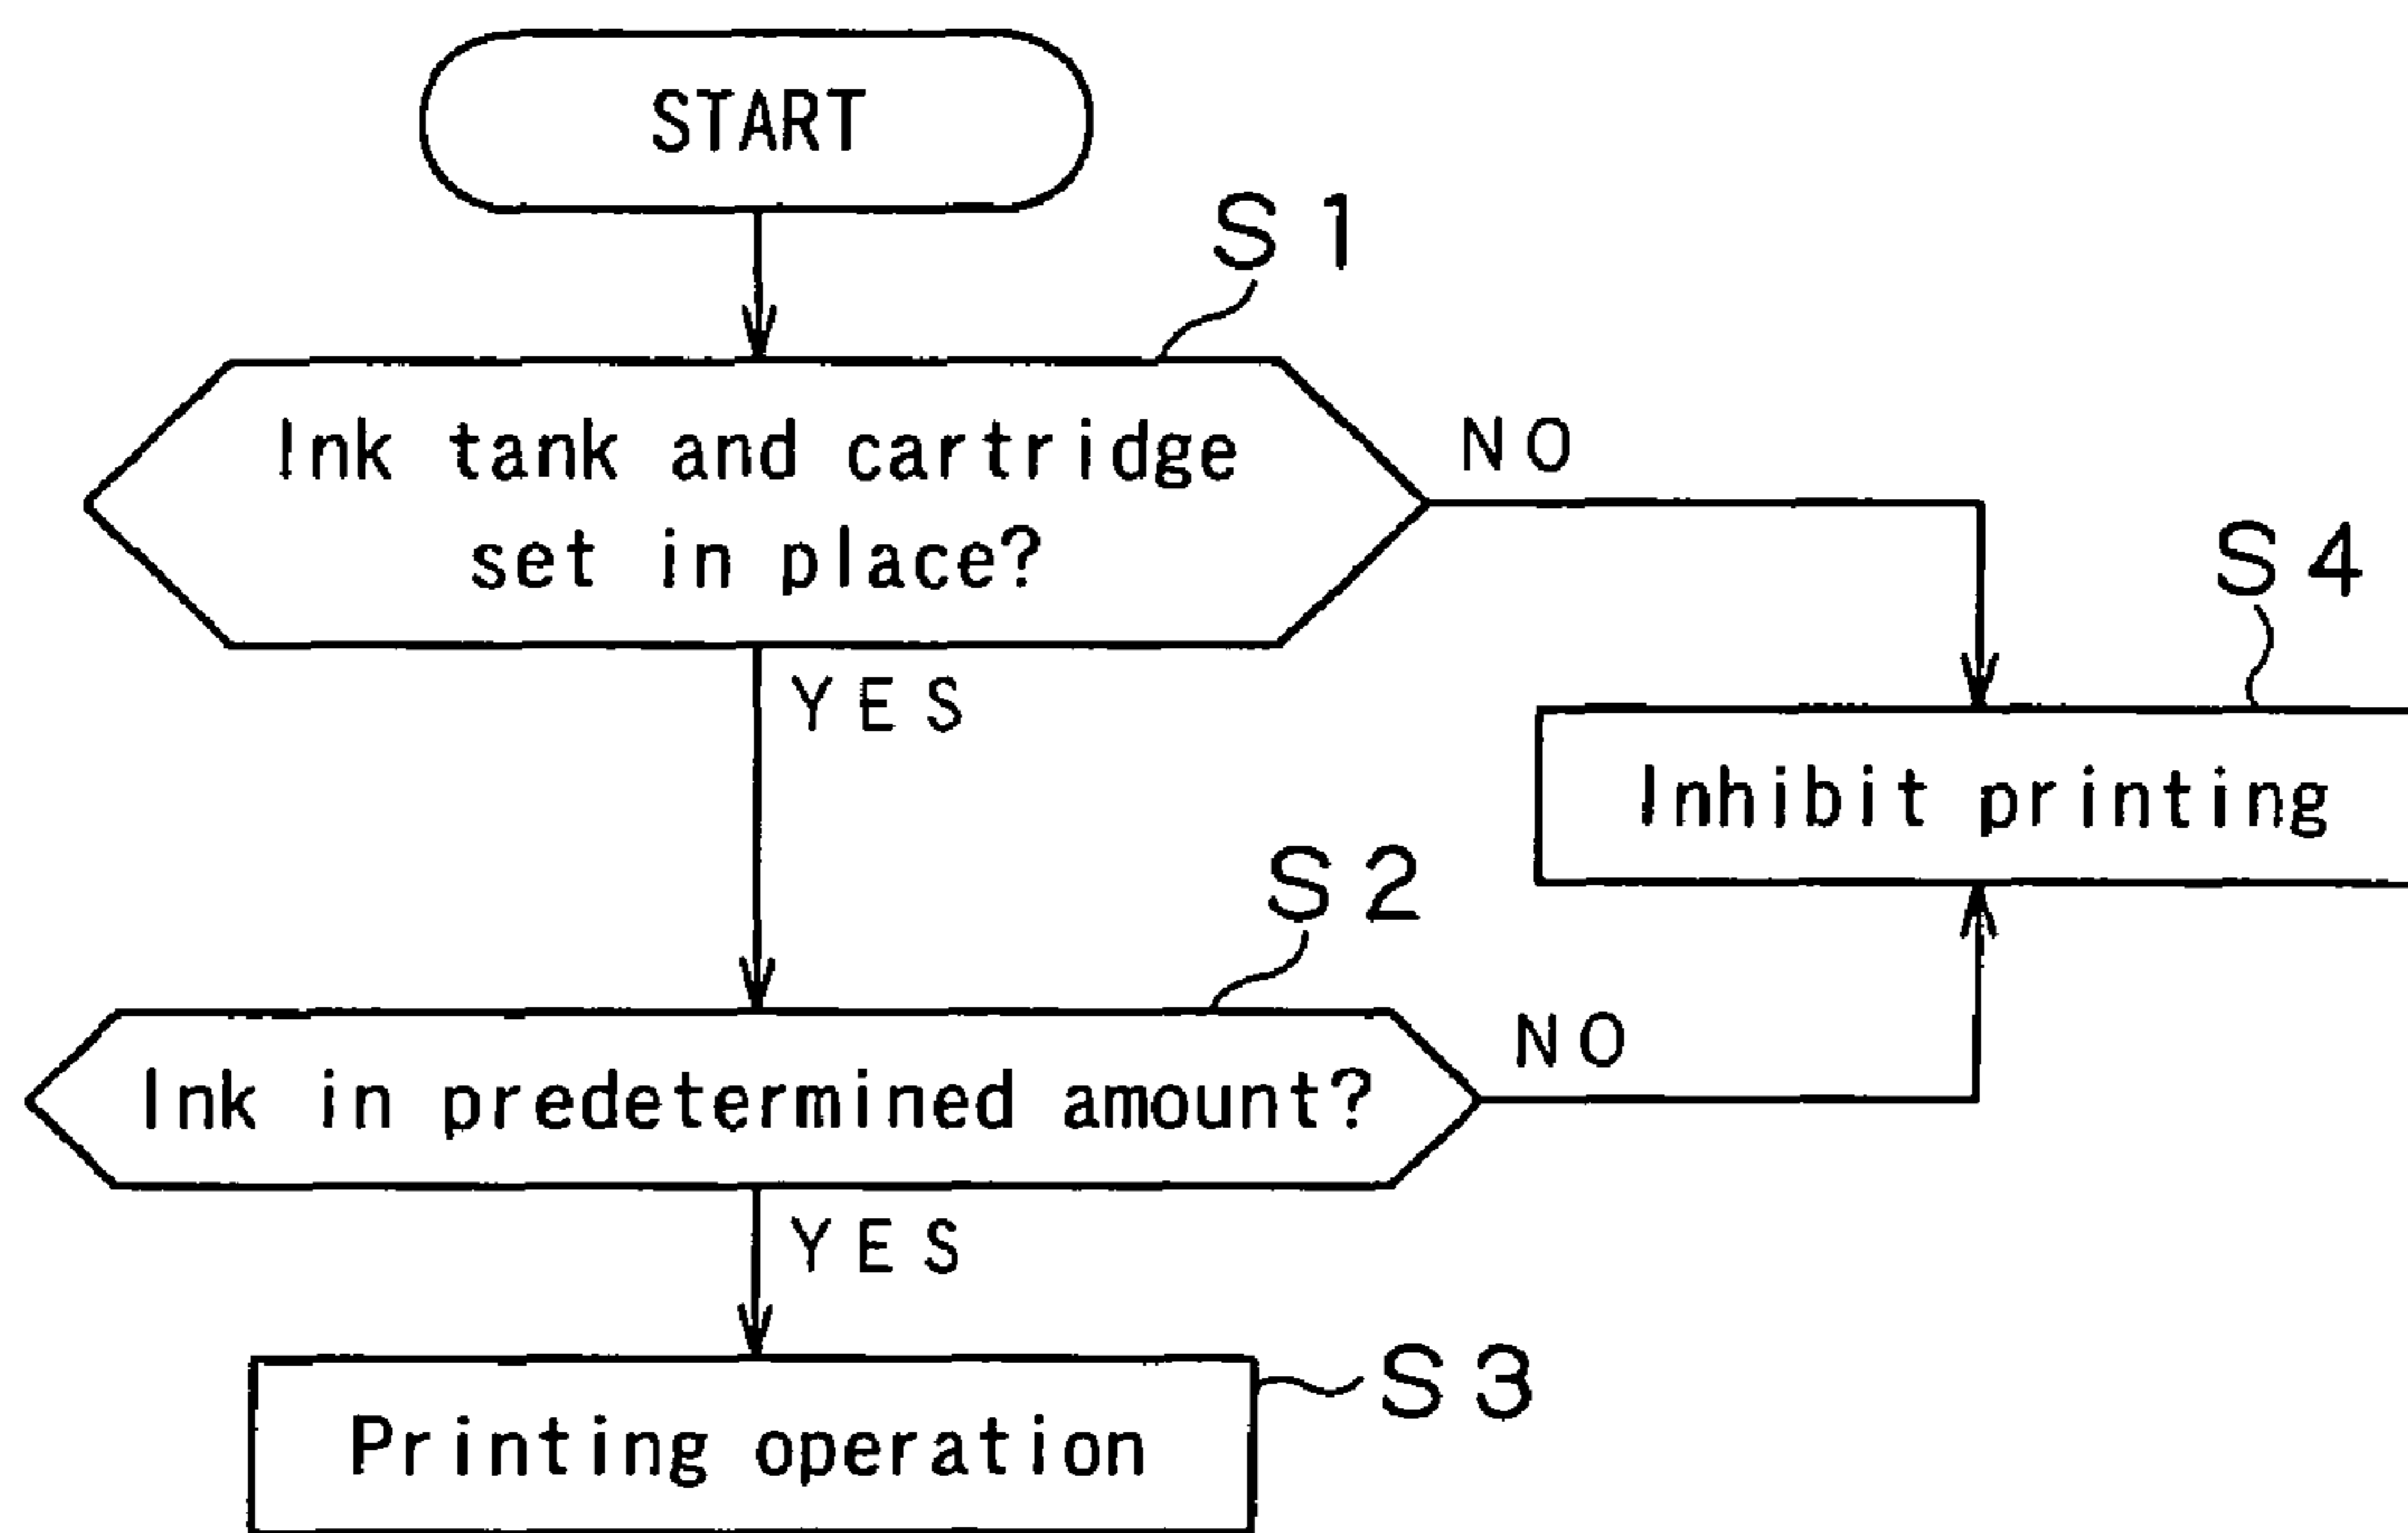 START
S1
Ink tank and cartridge
set in place?
NO
YES
S4
Inhibit printing
S2
Ink in predetermined amount?
NO
YES
S3
Printing operation